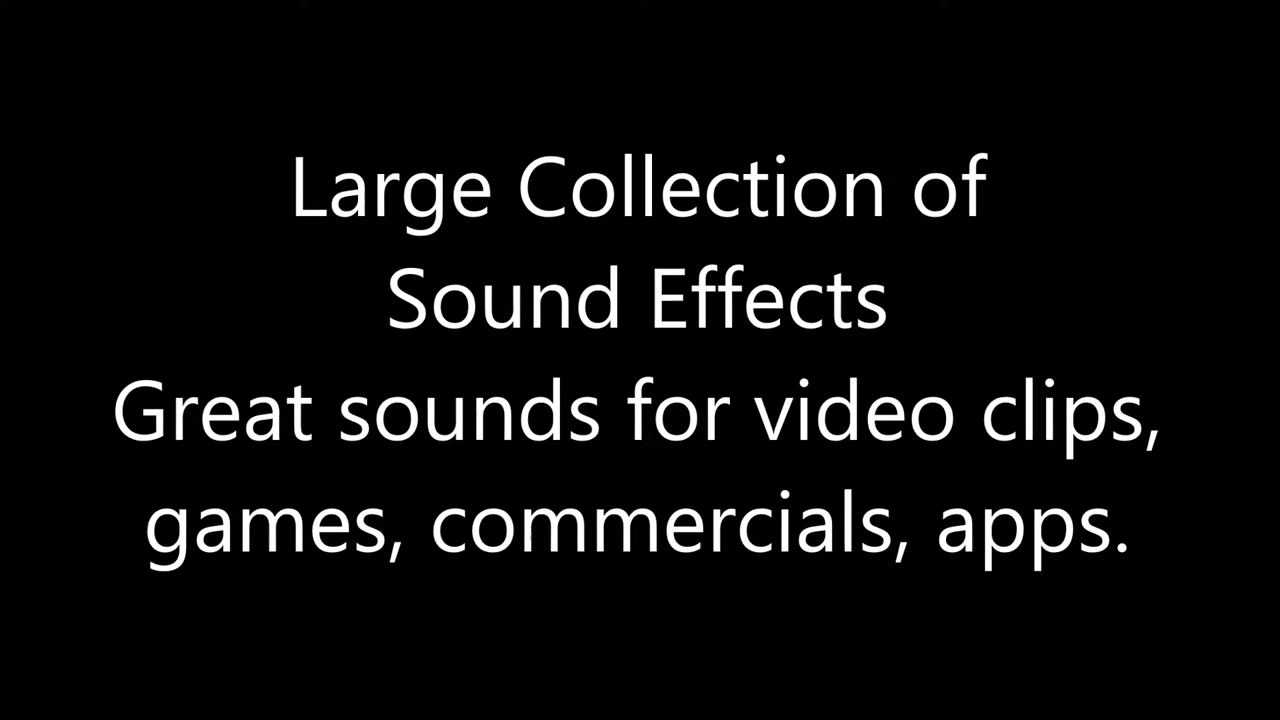 Large Collection of
Sound Effects
Great sounds for video clips,
games, commercials, apps.